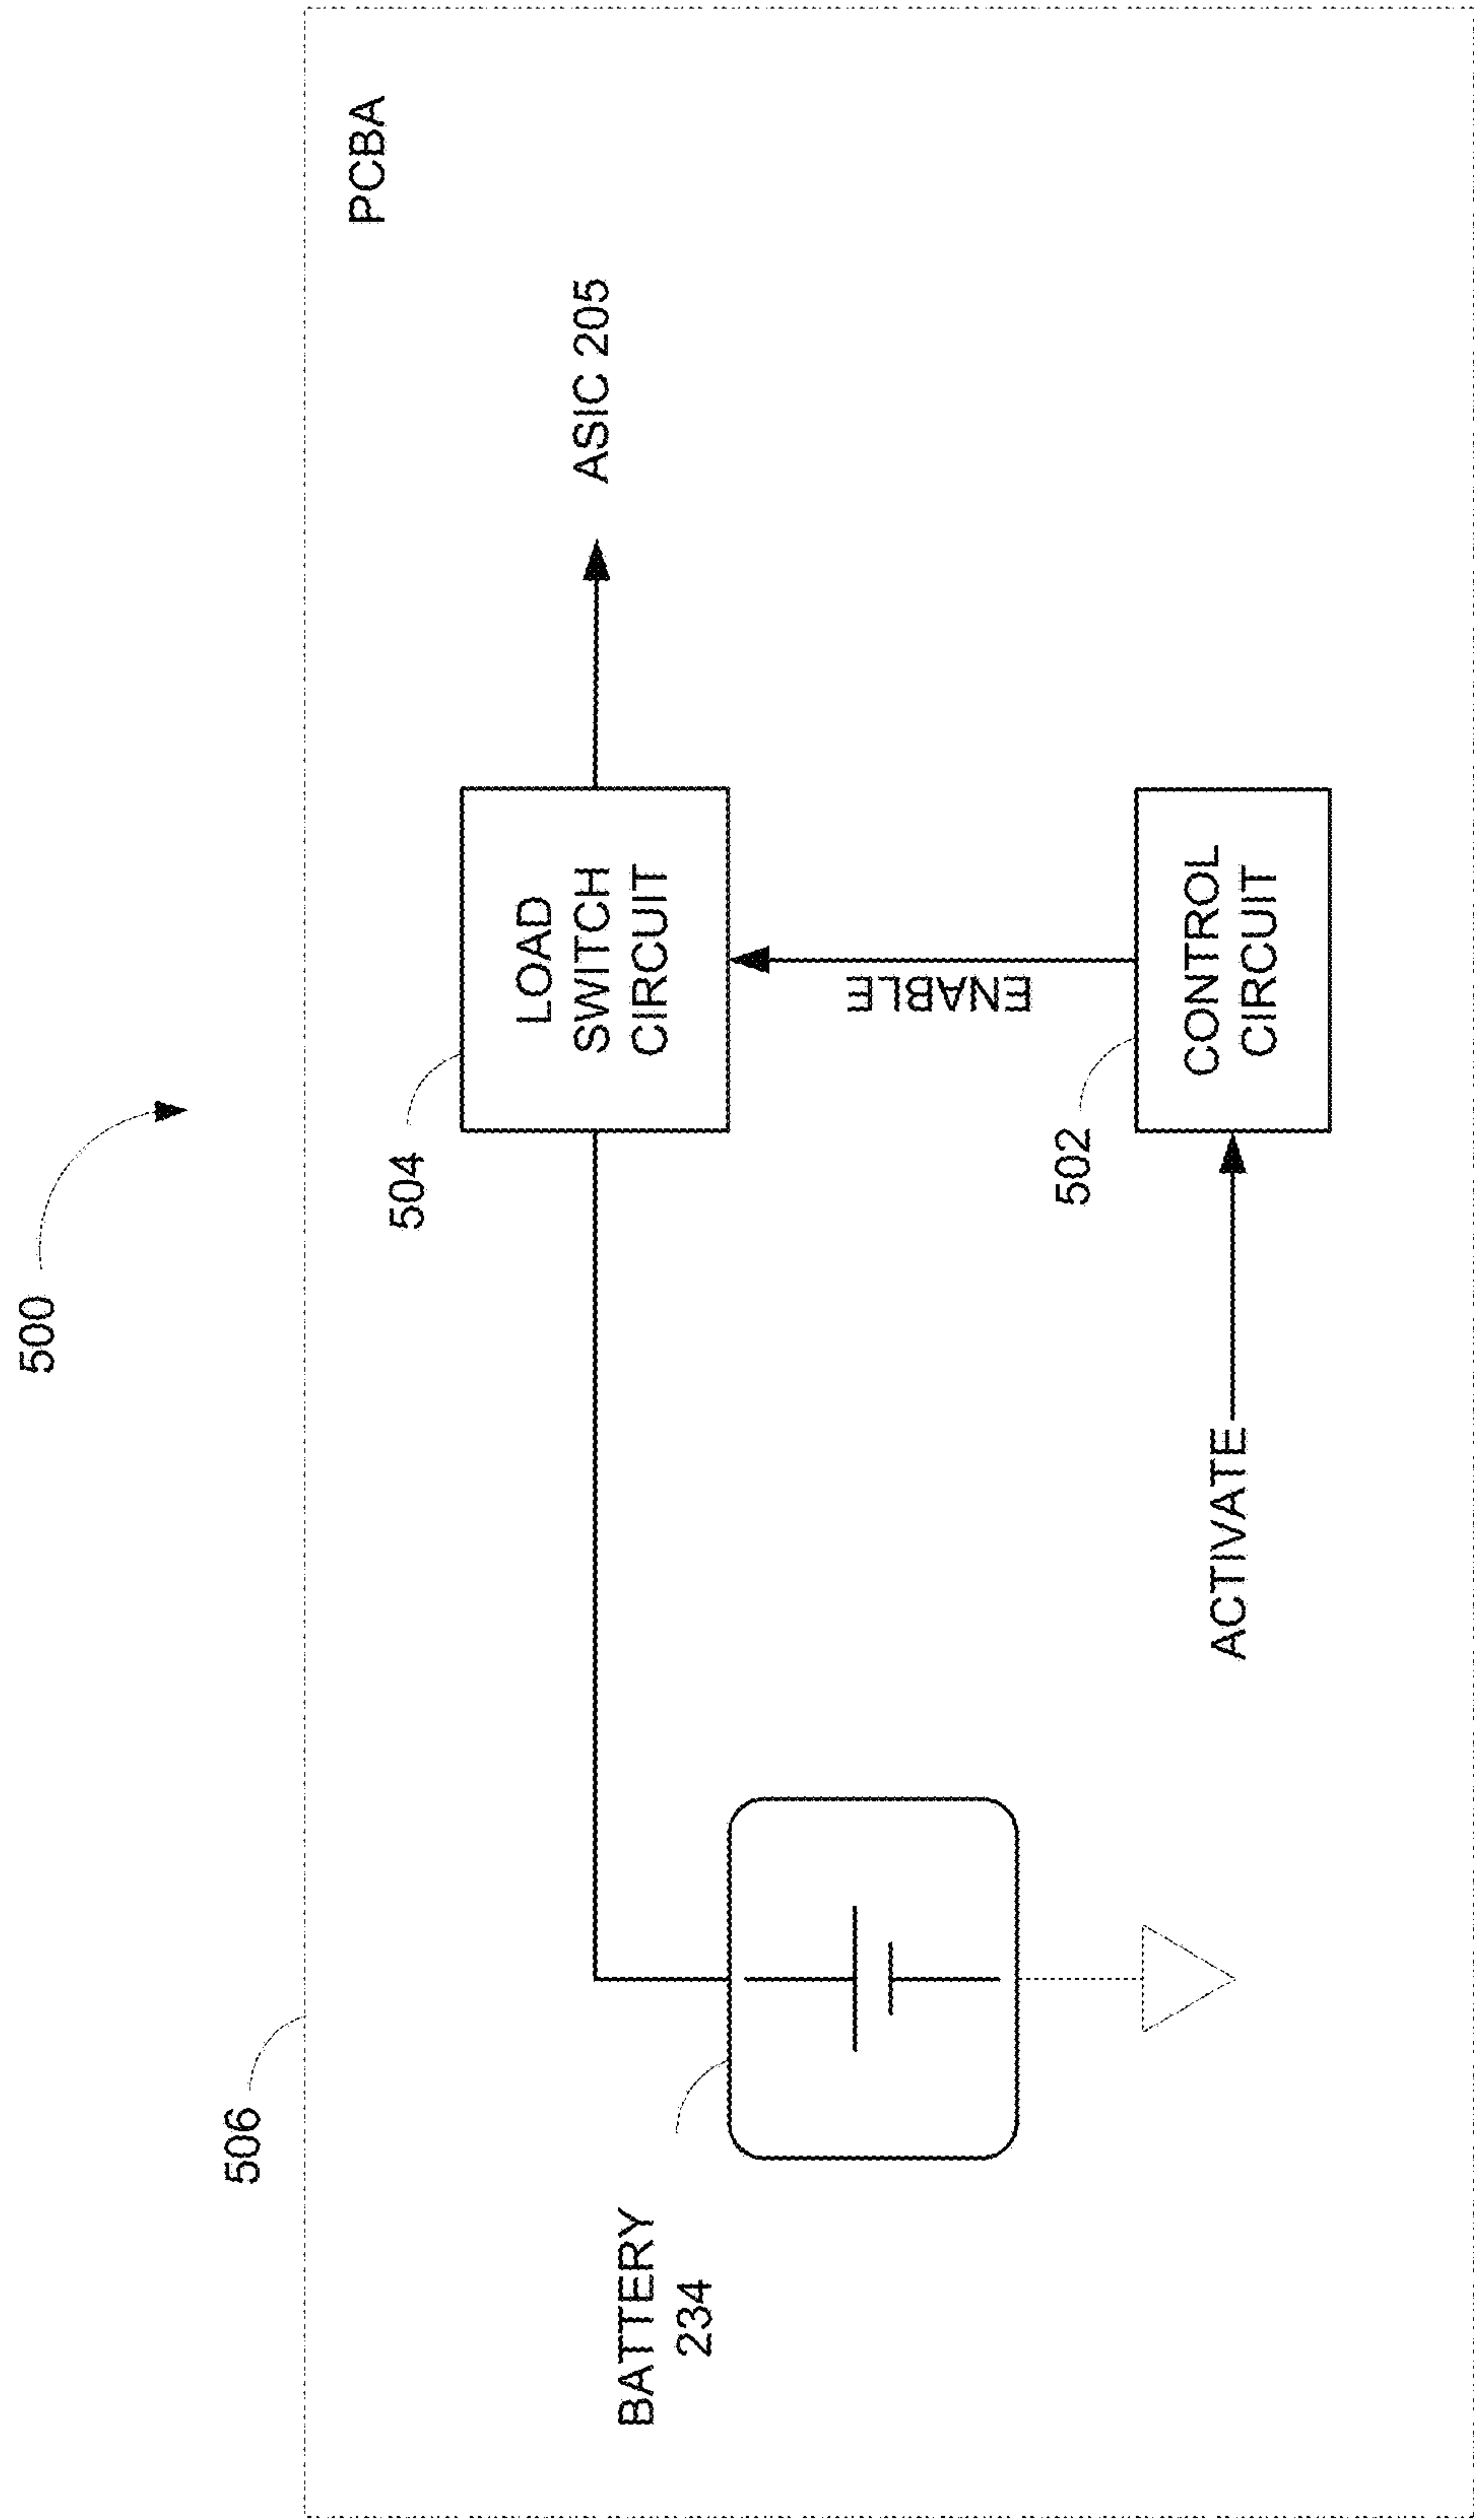 500
506
PCBA
504
LOAD
SWITCH
CIRCUIT
ASIC 205
BATTERY
234
ENABLE
502
CONTROL
CIRCUIT
ACTIVATE